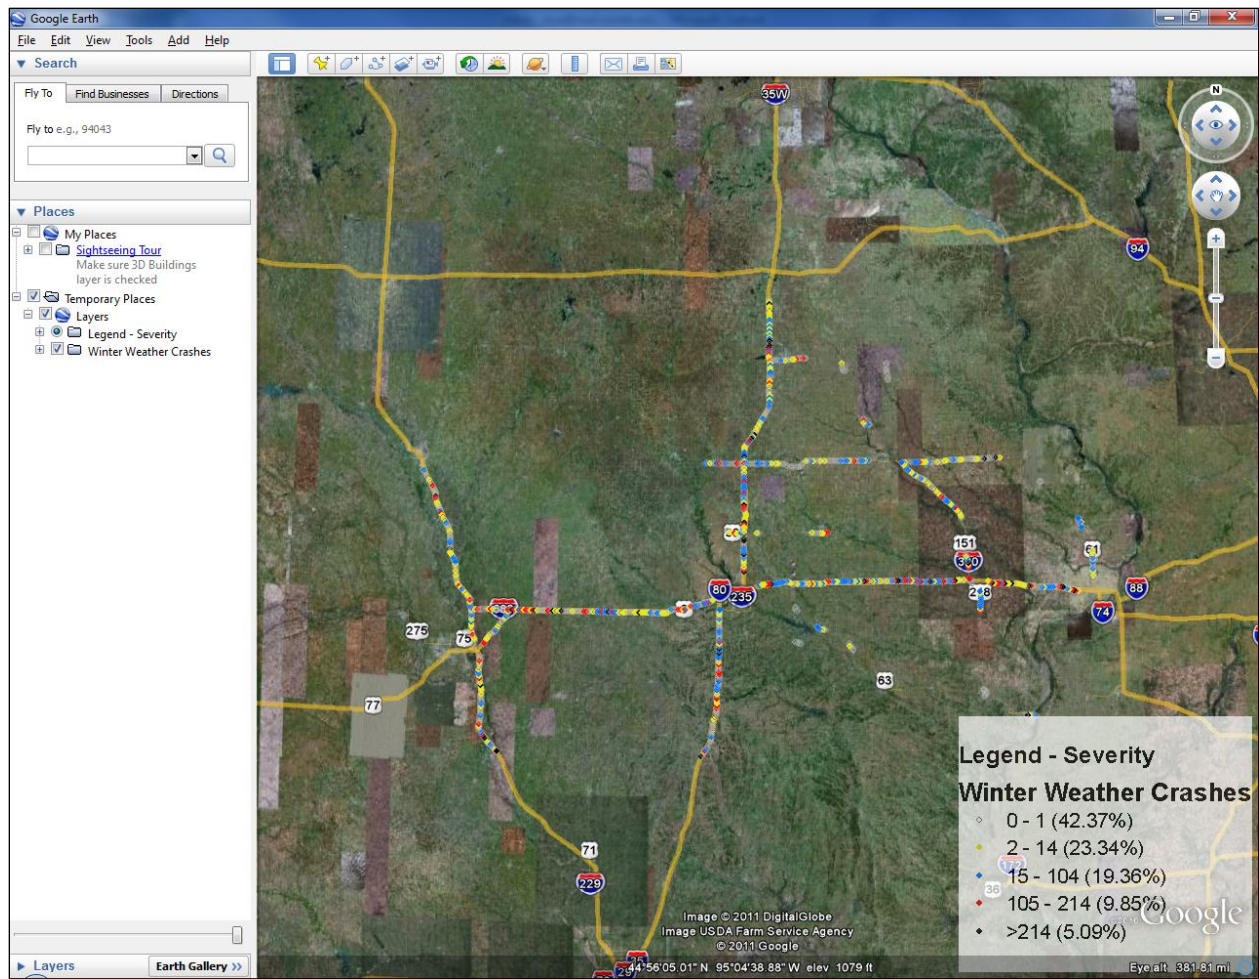 Google Earth
File Edit View Tools Add Help
Search
Fly To Find Businesses Directions
Fly to e.g., 94043
Places
My Places
Sightseeing Tour
Make sure 3D Buildings
layer is checked
Temporary Places
Layers
Legend - Severity
Winter Weather Crashes
Layers
Earth Gallery >>
N
35W
94
151
61
80
235
88
74
275
75
63
77
71
229
36
Legend - Severity
Winter Weather Crashes
0 - 1 (42.37%)
2 - 14 (23.34%)
15 - 104 (19.36%)
105 - 214 (9.85%)
>214 (5.09%)
Google
Image © 2011 DigitalGlobe
Image USDA Farm Service Agency
© 2011 Google
44°56'05.01" N 95°04'38.88" W elev 1079 ft
Eye alt 381.81 mi